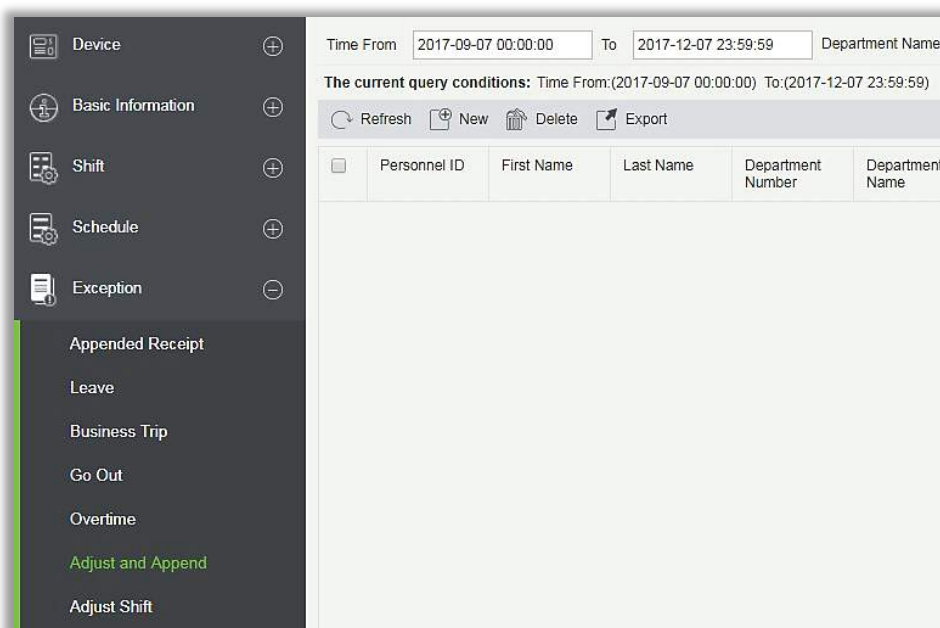 Device
Basic Information
Shift
Schedule
Exception
Appended Receipt
Leave
Business Trip
Go Out
Overtime
Adjust and Append
Adjust Shift
Time From 2017-09-07 00:00:00 To 2017-12-07 23:59:59 Department Name
The current query conditions: Time From:(2017-09-07 00:00:00) To:(2017-12-07 23:59:59)
Refresh New Delete Export
Personnel ID First Name Last Name Department Number Department Name